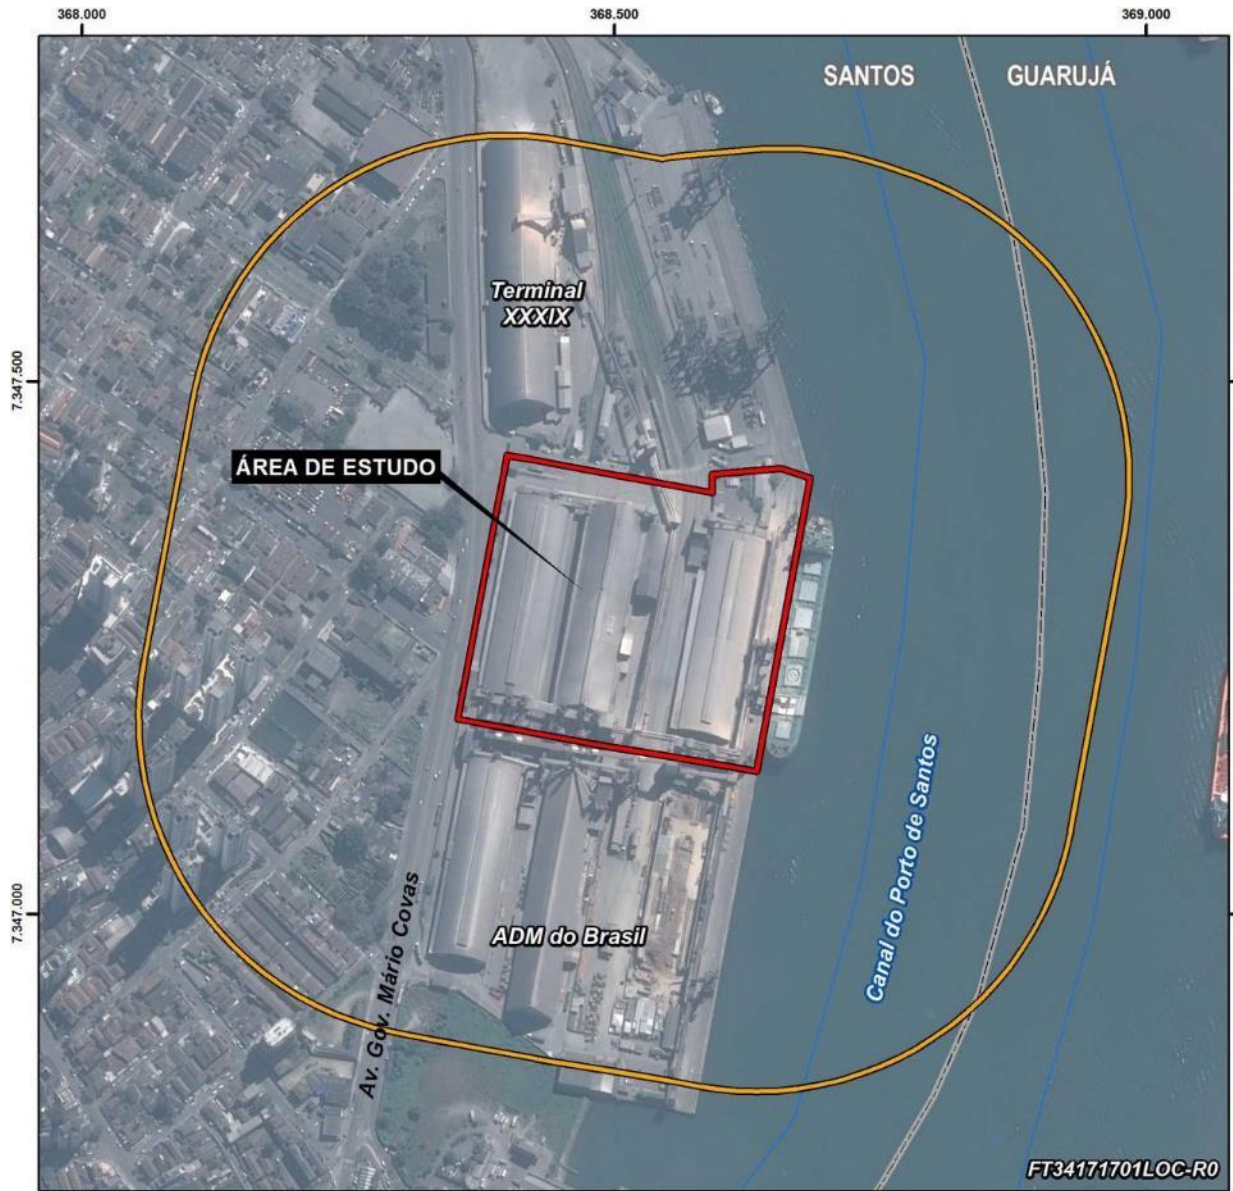 368.000
368.500
369.000
SANTOS
GUARUJÁ
Terminal
XXXIX
7.347.500
ÁREA DE ESTUDO
Canal do Porto de Santos
7.347.000
ADM do Brasil
Av. Gov. Mário Covas
FT34171701LOC-R0